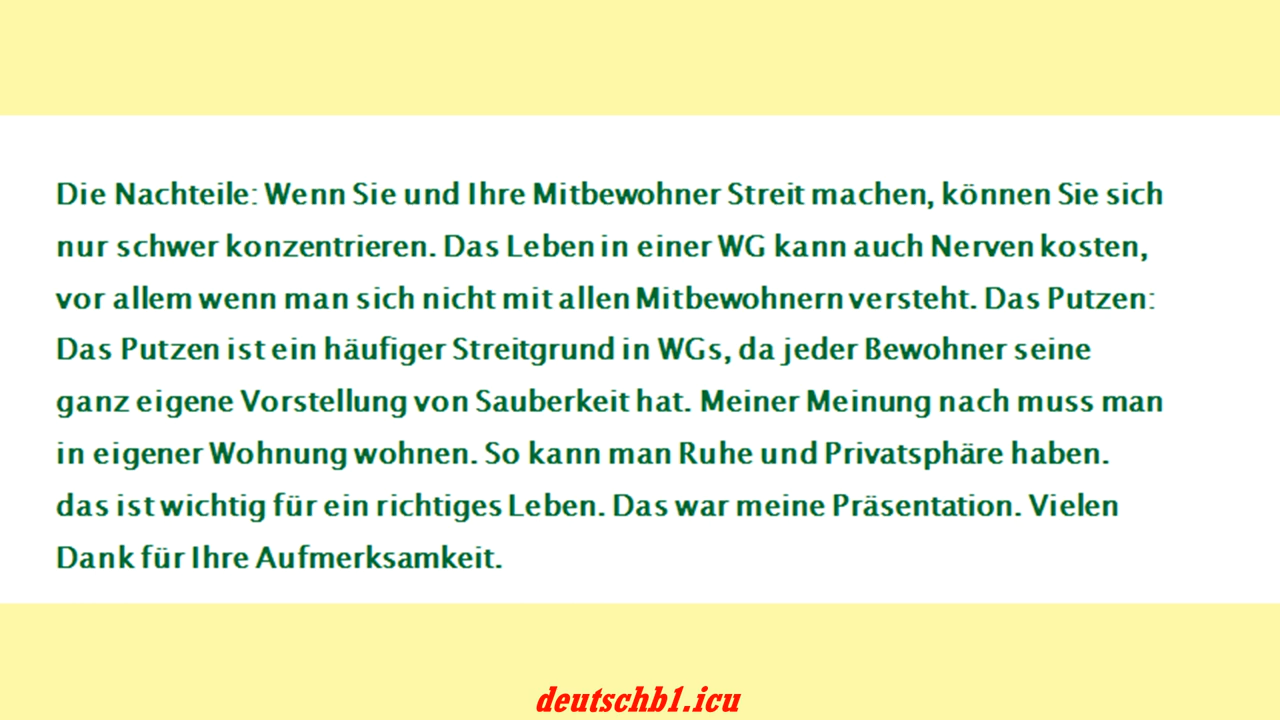 Die Nachteile: Wenn Sie und Ihre Mitbewohner Streit machen, können Sie sich
nur schwer konzentrieren. Das Leben in einer WG kann auch Nerven kosten,
vor allem wenn man sich nicht mit allen Mitbewohnern versteht. Das Putzen:
Das Putzen ist ein häufiger Streitgrund in WGs, da jeder Bewohner seine
ganz eigene Vorstellung von Sauberkeit hat. Meiner Meinung nach muss man
in eigener Wohnung wohnen. So kann man Ruhe und Privatsphäre haben.
das ist wichtig für ein richtiges Leben. Das war meine Präsentation. Vielen
Dank für Ihre Aufmerksamkeit.
deutschb1.icu